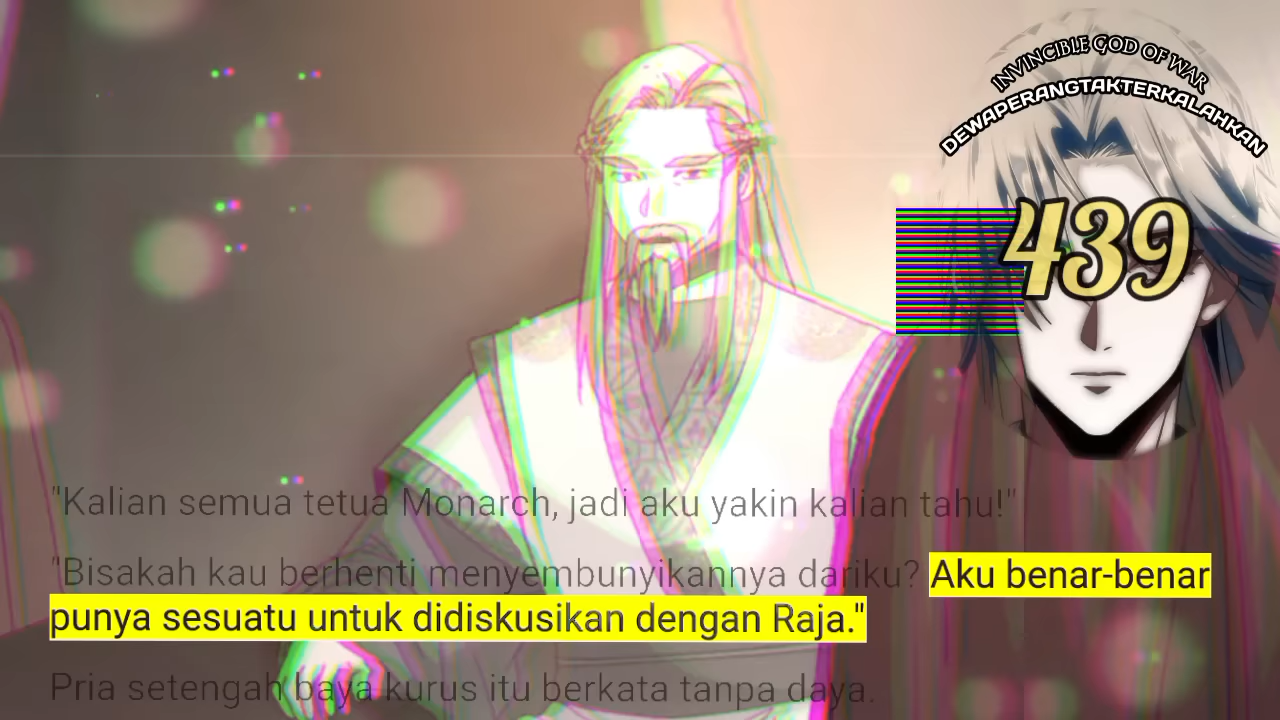 INVINCIBLE GOD OF WAR
DEWAPERANGTAKTERKALAHKAN
439
"Kalian semua tetua Monarch, jadi aku yakin kalian tahu!"
"Bisakah kau berhenti menyembunyikannya dariku? Aku benar-benar
punya sesuatu untuk didiskusikan dengan Raja."
Pria setengah baya kurus itu berkata tanpa daya.